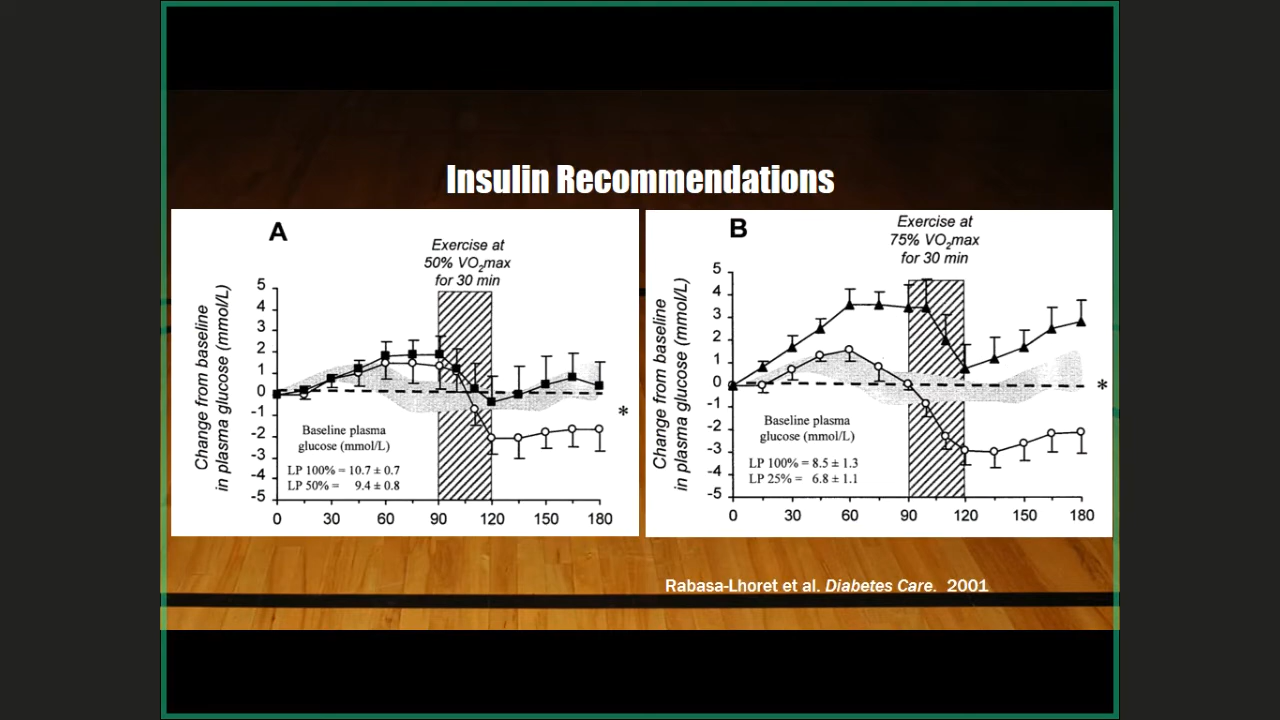 Insulin Recommendations
A
Exercise at
50% VO2max
for 30 min
Change from baseline
in plasma glucose (mmol/L)
5
4
3
2
1
0
-1
-2
-3
-4
-5
Baseline plasma
glucose (mmol/L)
LP 100% = 10.7 ± 0.7
LP 50% = 9.4 ± 0.8
*
0 30 60 90 120 150 180
B
Exercise at
75% VO2max
for 30 min
Change from baseline
in plasma glucose (mmol/L)
5
4
3
2
1
0
-1
-2
-3
-4
-5
Baseline plasma
glucose (mmol/L)
LP 100% = 8.5 ± 1.3
LP 25% = 6.8 ± 1.1
*
0 30 60 90 120 150 180
Rabasa-Lhoret et al. Diabetes Care. 2001